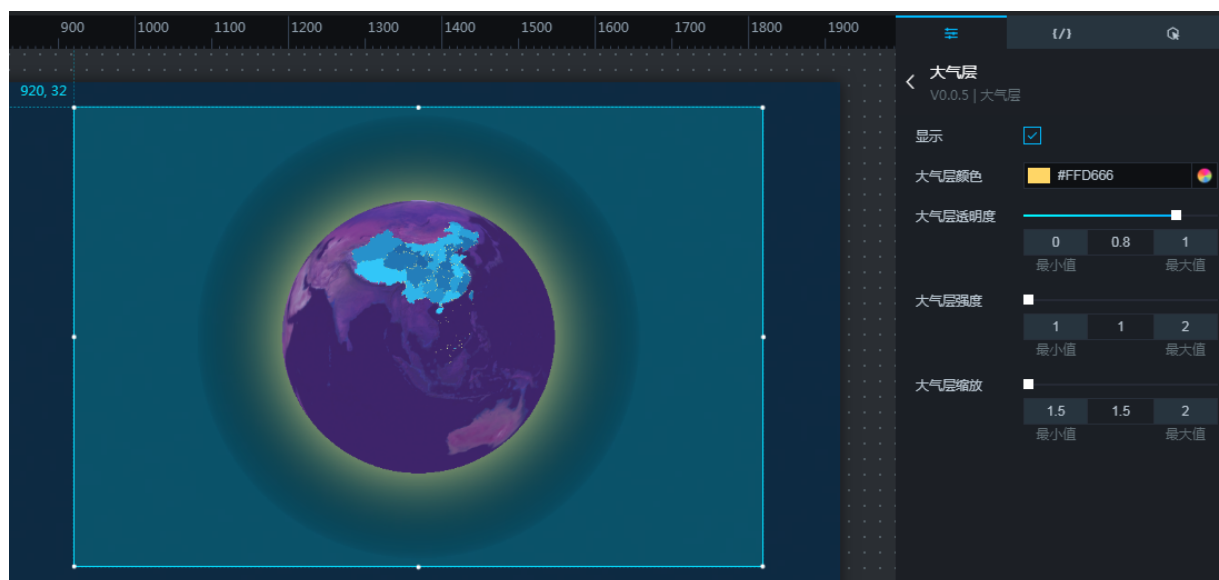 900 1000 1100 1200 1300 1400 1500 1600 1700 1800 1900
{/}
920, 32
大气层
V0.0.5 | 大气层
显示
大气层颜色 #FFD666
大气层透明度
0 0.8 1
最小值 最大值
大气层强度
1 1 2
最小值 最大值
大气层缩放
1.5 1.5 2
最小值 最大值